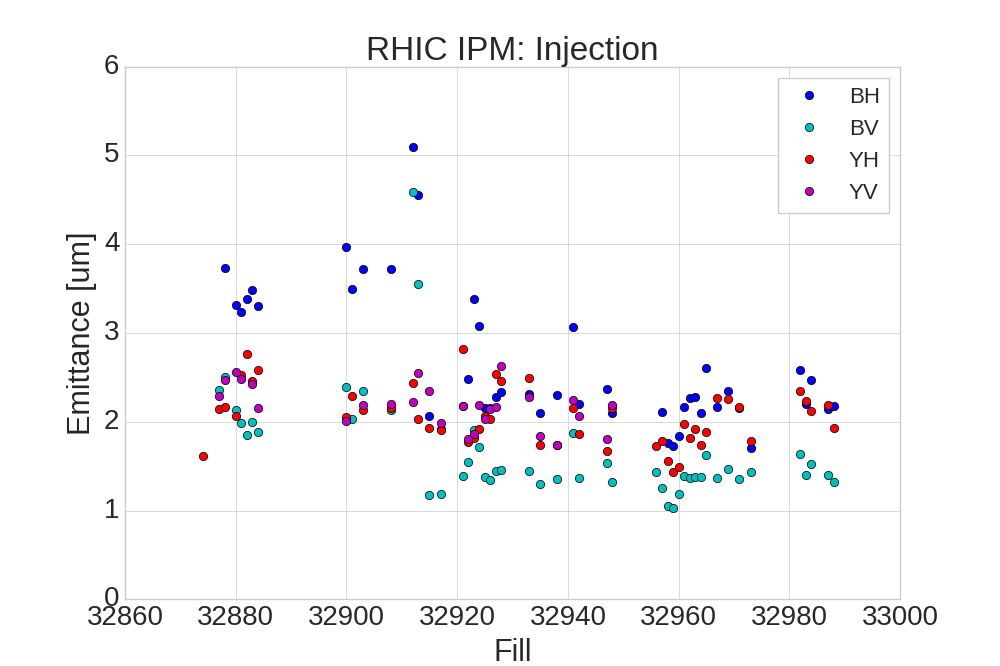 RHIC IPM: Injection
6
5
4
3
2
1
0
Emittance [um]
BH
BV
YH
YV
32860 32880 32900 32920 32940 32960 32980 33000
Fill